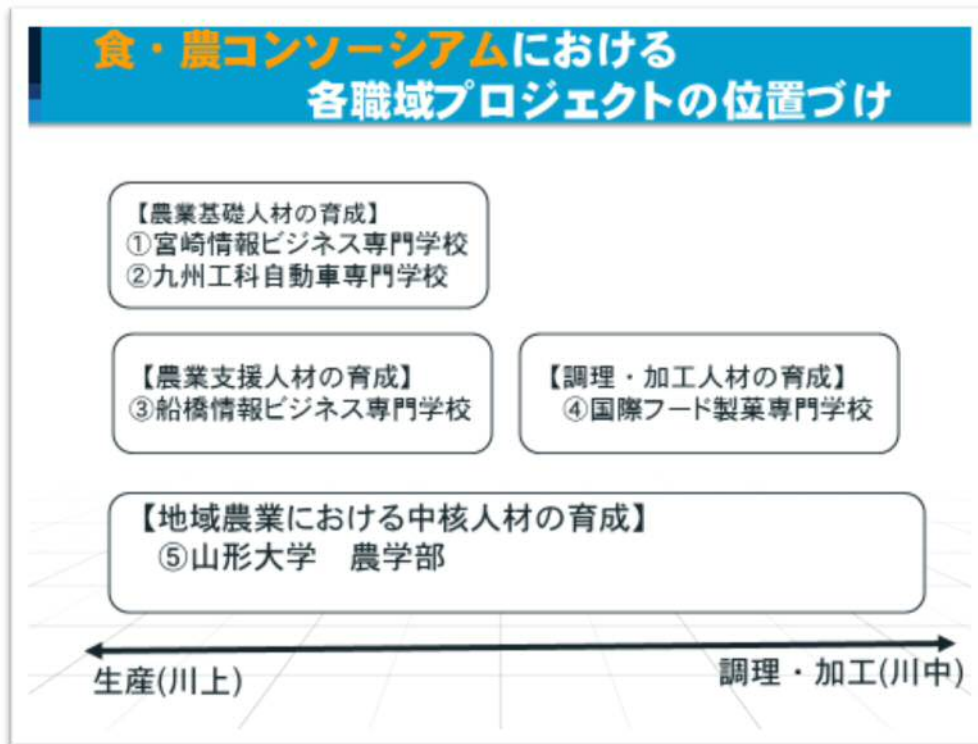 食・農コンソーシアムにおける
各職域プロジェクトの位置づけ
【農業基礎人材の育成】
①宮崎情報ビジネス専門学校
②九州工科自動車専門学校
【農業支援人材の育成】
③船橋情報ビジネス専門学校
【調理・加工人材の育成】
④国際フード製菓専門学校
【地域農業における中核人材の育成】
⑤山形大学　農学部
生産(川上)
調理・加工(川中)